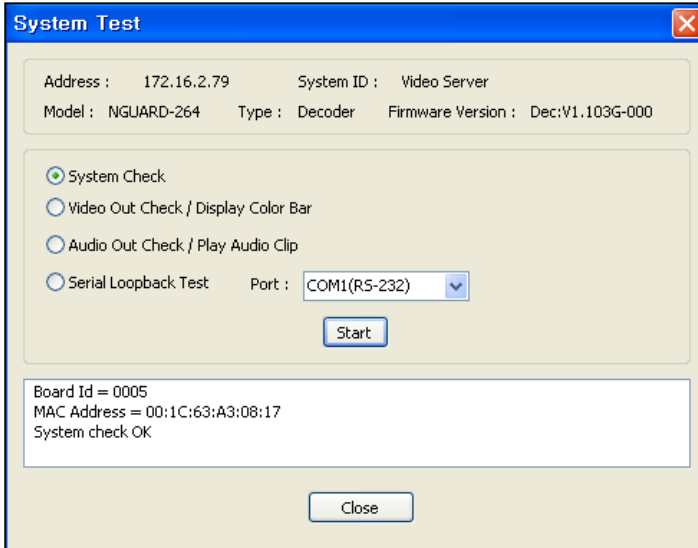 System Test
Address : 172.16.2.79 System ID : Video Server
Model : NGUARD-264 Type : Decoder Firmware Version : Dec:V1.103G-000
System Check
Video Out Check / Display Color Bar
Audio Out Check / Play Audio Clip
Serial Loopback Test Port : COM1(RS-232)
Start
Board Id = 0005
MAC Address = 00:1C:63:A3:08:17
System check OK
Close